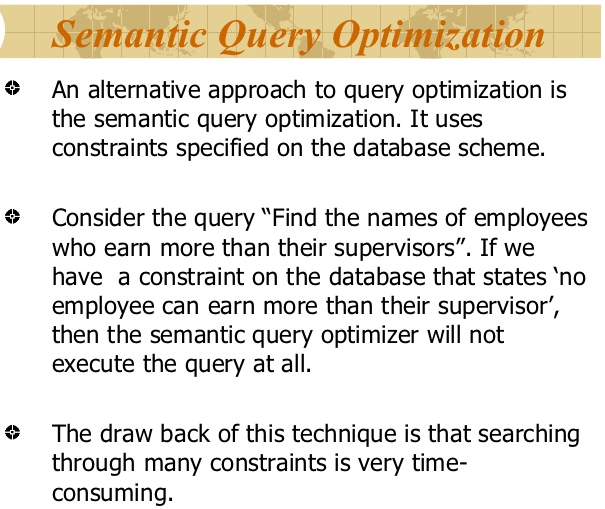 Semantic Query Optimization
An alternative approach to query optimization is
the semantic query optimization. It uses
constraints specified on the database scheme.
Consider the query “Find the names of employees
who earn more than their supervisors”. If we
have  a constraint on the database that states ‘no
employee can earn more than their supervisor’,
then the semantic query optimizer will not
execute the query at all.
The draw back of this technique is that searching
through many constraints is very time-
consuming.